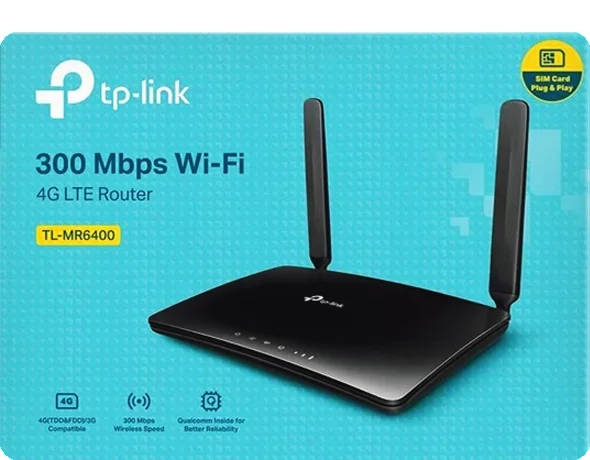 tp-link
SIM Card
Plug & Play
300 Mbps Wi-Fi
4G LTE Router
TL-MR6400
tp-link
4G
4G(TDD&FDD)/3G
Compatible
300 Mbps
Wireless Speed
Qualcomm Inside for
Better Reliability